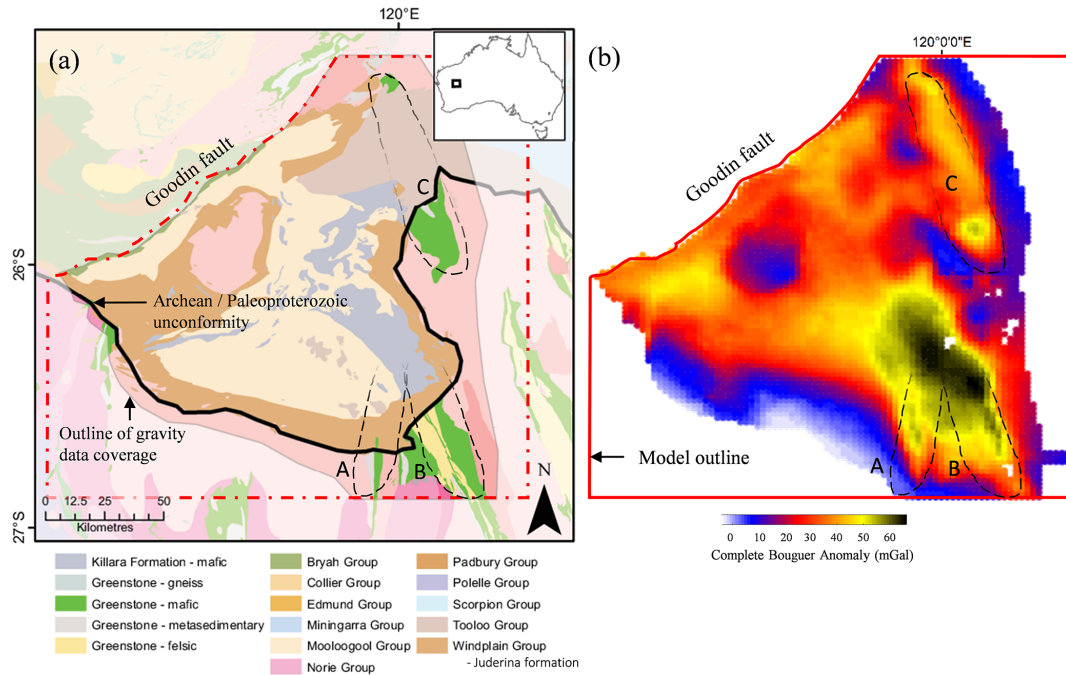 120°E
(a)
Goodin fault
C
26°S
Archean / Paleoproterozoic
unconformity
Outline of gravity
data coverage
A
B
N
0 12.5 25 50
Kilometres
27°S
Killara Formation - mafic
Greenstone - gneiss
Greenstone - mafic
Greenstone - metasedimentary
Greenstone - felsic
Bryah Group
Collier Group
Edmund Group
Miningarra Group
Mooloogool Group
Norie Group
Padbury Group
Polelle Group
Scorpion Group
Tooloo Group
Windplain Group
- Juderina formation
120°0'0"E
(b)
Goodin fault
C
Model outline
A
B
0 10 20 30 40 50 60
Complete Bouguer Anomaly (mGal)